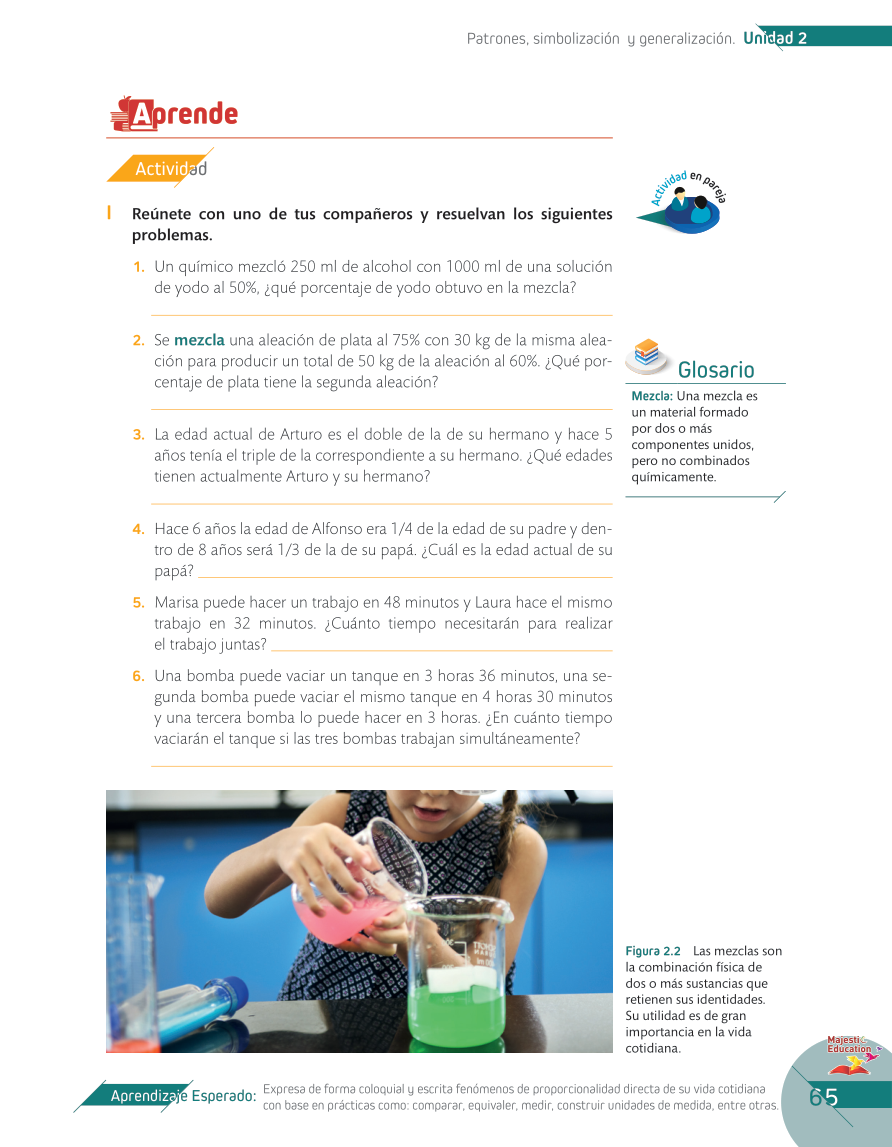 Patrones, simbolización y generalización. Unidad 2
Aprende
Actividad
Actividad en pareja
I Reúnete con uno de tus compañeros y resuelvan los siguientes
problemas.
1. Un químico mezcló 250 ml de alcohol con 1000 ml de una solución
de yodo al 50%, ¿qué porcentaje de yodo obtuvo en la mezcla?
2. Se mezcla una aleación de plata al 75% con 30 kg de la misma alea-
ción para producir un total de 50 kg de la aleación al 60%. ¿Qué por-
centaje de plata tiene la segunda aleación?
Glosario
Mezcla: Una mezcla es
un material formado
por dos o más
componentes unidos,
pero no combinados
químicamente.
3. La edad actual de Arturo es el doble de la de su hermano y hace 5
años tenía el triple de la correspondiente a su hermano. ¿Qué edades
tienen actualmente Arturo y su hermano?
4. Hace 6 años la edad de Alfonso era 1/4 de la edad de su padre y den-
tro de 8 años será 1/3 de la de su papá. ¿Cuál es la edad actual de su
papá?
5. Marisa puede hacer un trabajo en 48 minutos y Laura hace el mismo
trabajo en 32 minutos. ¿Cuánto tiempo necesitarán para realizar
el trabajo juntas?
6. Una bomba puede vaciar un tanque en 3 horas 36 minutos, una se-
gunda bomba puede vaciar el mismo tanque en 4 horas 30 minutos
y una tercera bomba lo puede hacer en 3 horas. ¿En cuánto tiempo
vaciarán el tanque si las tres bombas trabajan simultáneamente?
Figura 2.2 Las mezclas son
la combinación física de
dos o más sustancias que
retienen sus identidades.
Su utilidad es de gran
importancia en la vida
cotidiana.
Majestic
Education
Aprendizaje Esperado: Expresa de forma coloquial y escrita fenómenos de proporcionalidad directa de su vida cotidiana
con base en prácticas como: comparar, equivaler, medir, construir unidades de medida, entre otras.
65